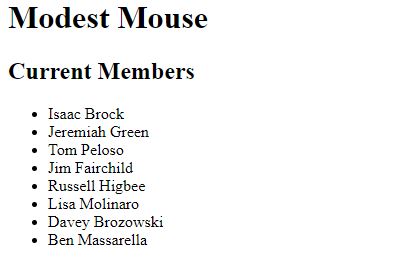 Modest Mouse
Current Members
Isaac Brock
Jeremiah Green
Tom Peloso
Jim Fairchild
Russell Higbee
Lisa Molinaro
Davey Brozowski
Ben Massarella